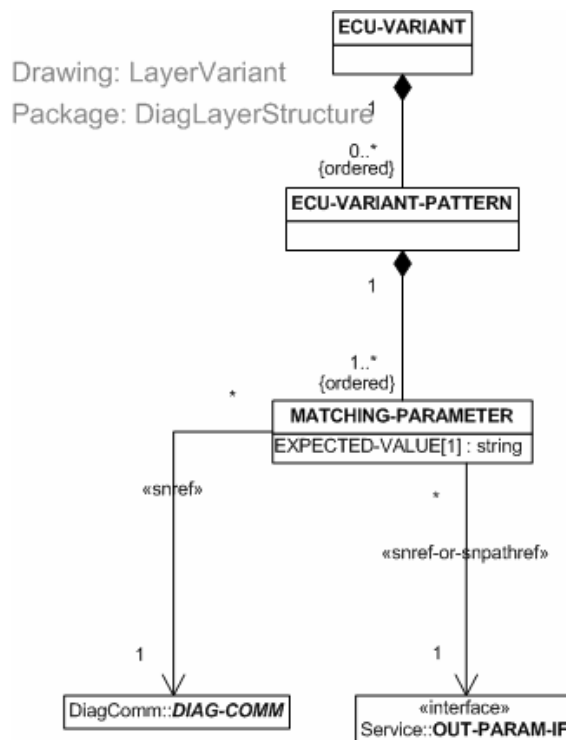 ECU-VARIANT
Drawing: LayerVariant
Package: DiagLayerStructure
1
0..*
{ordered}
ECU-VARIANT-PATTERN
1
1..*
{ordered}
*
MATCHING-PARAMETER
EXPECTED-VALUE[1] : string
«snref»
*
«snref-or-snpathref»
1
1
DiagComm::DIAG-COMM
«interface»
Service::OUT-PARAM-IF